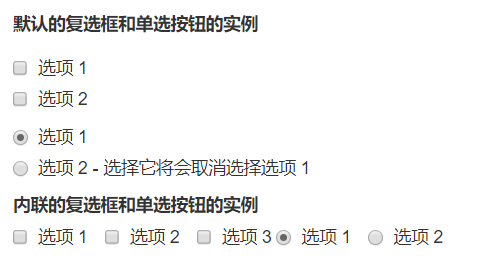 默认的复选框和单选按钮的实例
选项 1
选项 2
选项 1
选项 2 - 选择它将会取消选择选项 1
内联的复选框和单选按钮的实例
选项 1 选项 2 选项 3 选项 1 选项 2